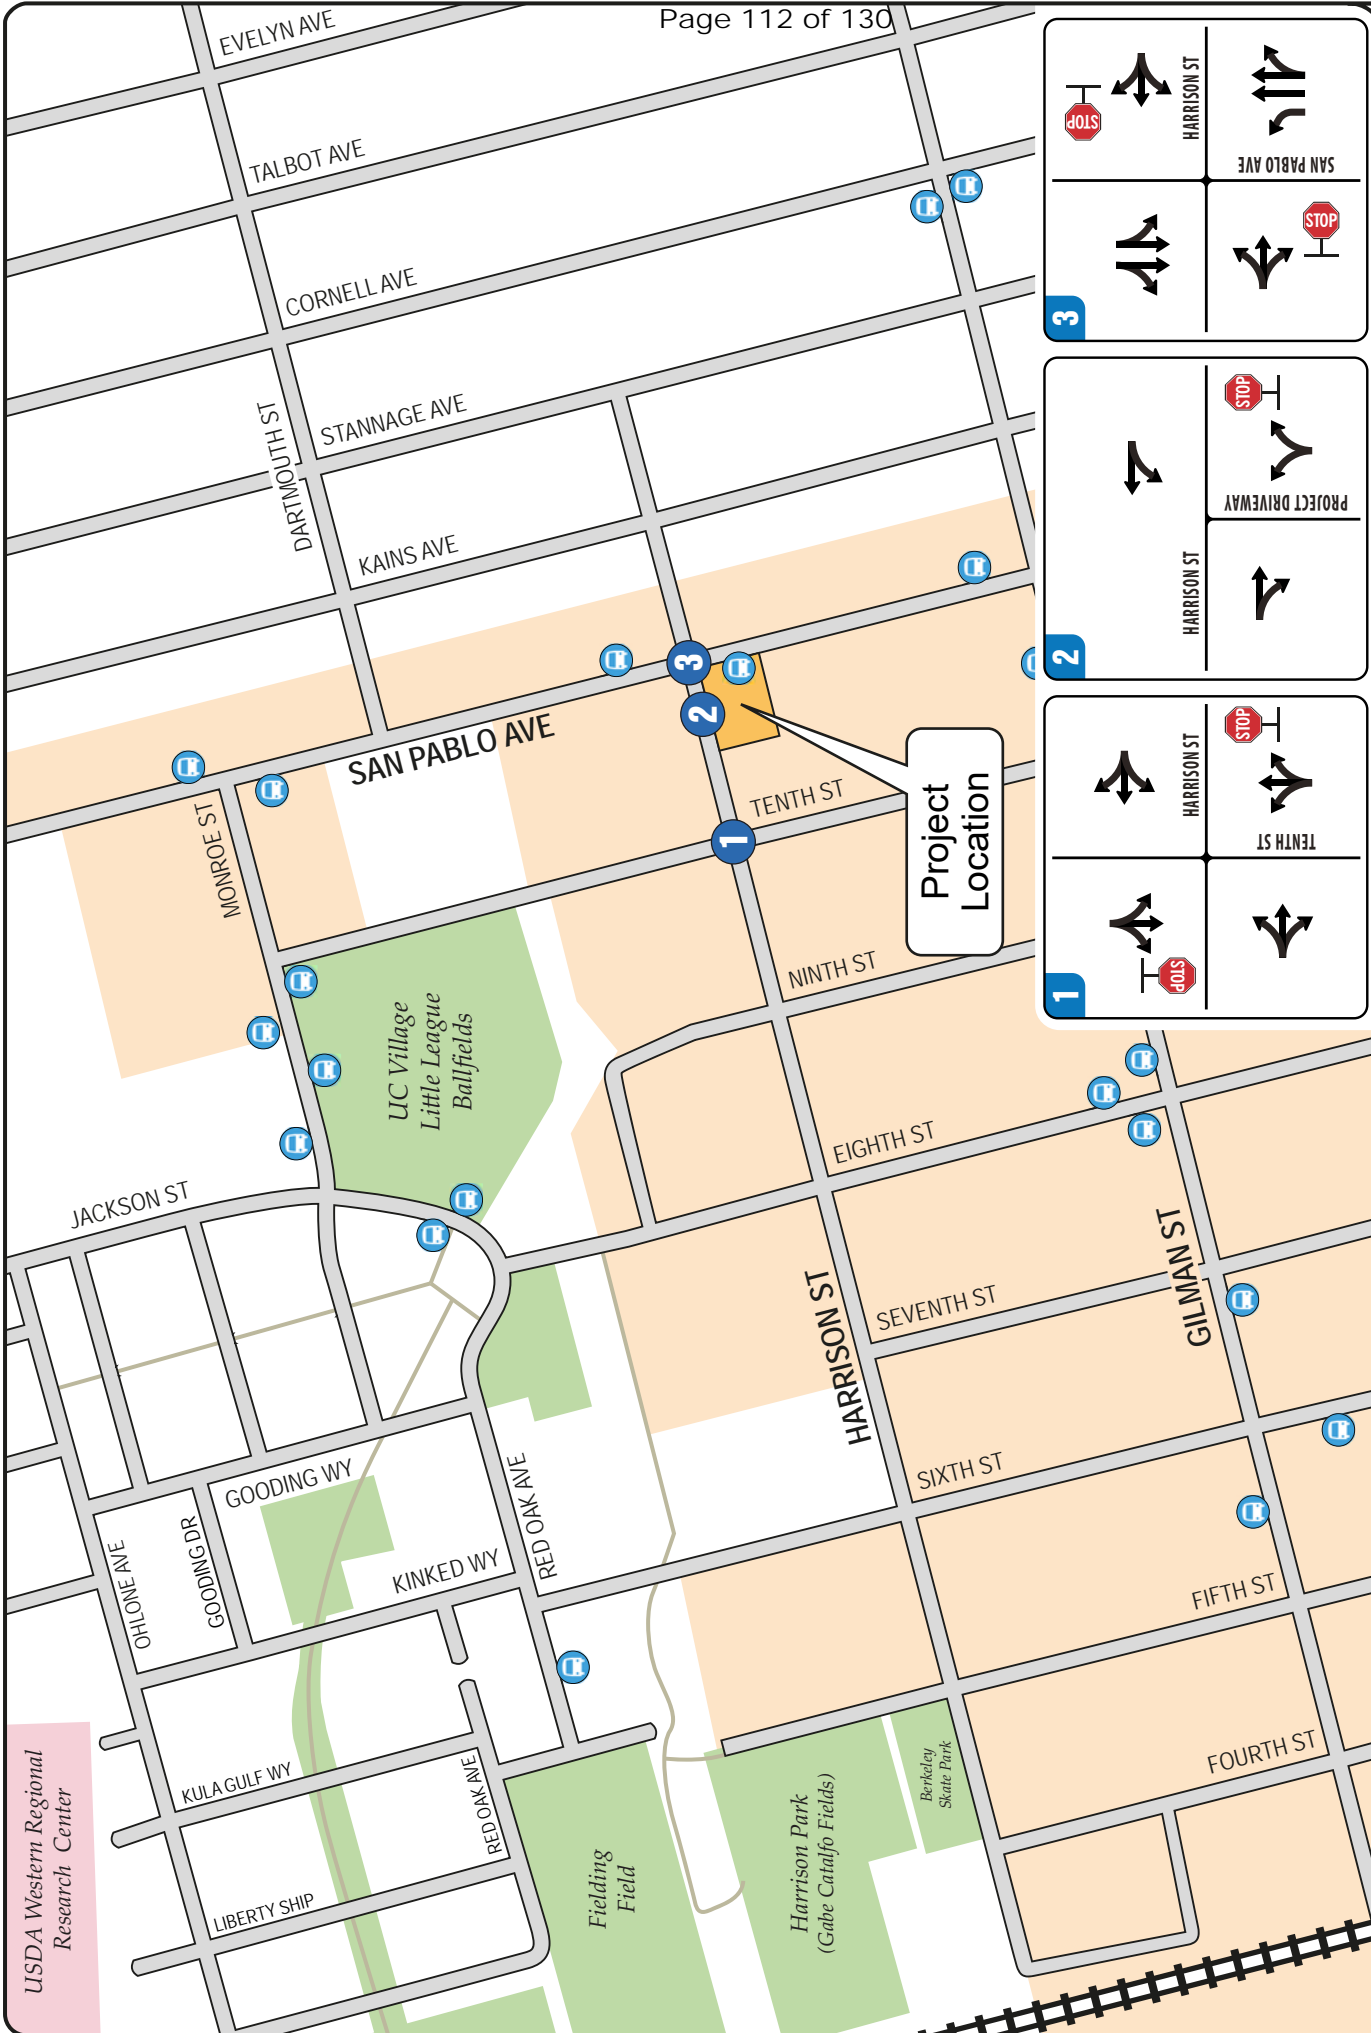 Page 112 of 130
EVELYN AVE
TALBOT AVE
CORNELL AVE
STANNAGE AVE
KAINS AVE
DARTMOUTH ST
SAN PABLO AVE
MONROE ST
TENTH ST
NINTH ST
EIGHTH ST
SEVENTH ST
SIXTH ST
FIFTH ST
FOURTH ST
HARRISON ST
GILMAN ST
JACKSON ST
GOODING WY
GOODING DR
OHLONE AVE
KINKED WY
RED OAK AVE
RED OAK AVE
KULA GULF WY
LIBERTY SHIP
USDA Western Regional
Research Center
UC Village
Little League
Ballfields
Fielding
Field
Harrison Park
(Gabe Catalfo Fields)
Berkeley
Skate Park
Project
Location
1
2
3
1
STOP
HARRISON ST
TENTH ST
STOP
2
HARRISON ST
PROJECT DRIVEWAY
STOP
3
STOP
HARRISON ST
SAN PABLO AVE
STOP